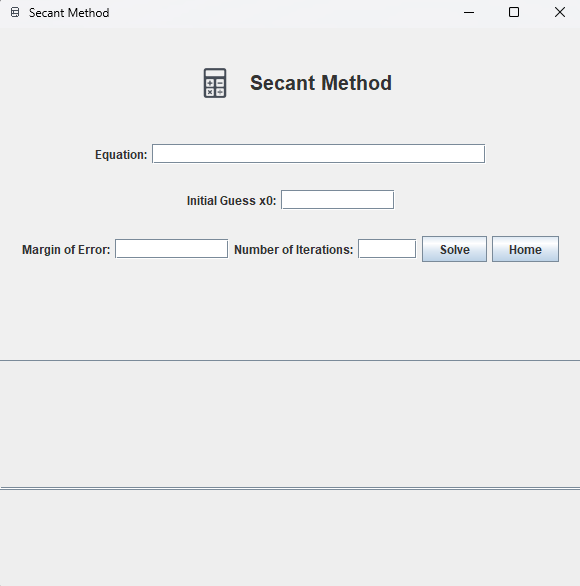 Secant Method
Secant Method
Equation:
Initial Guess x0:
Margin of Error: Number of Iterations: Solve Home